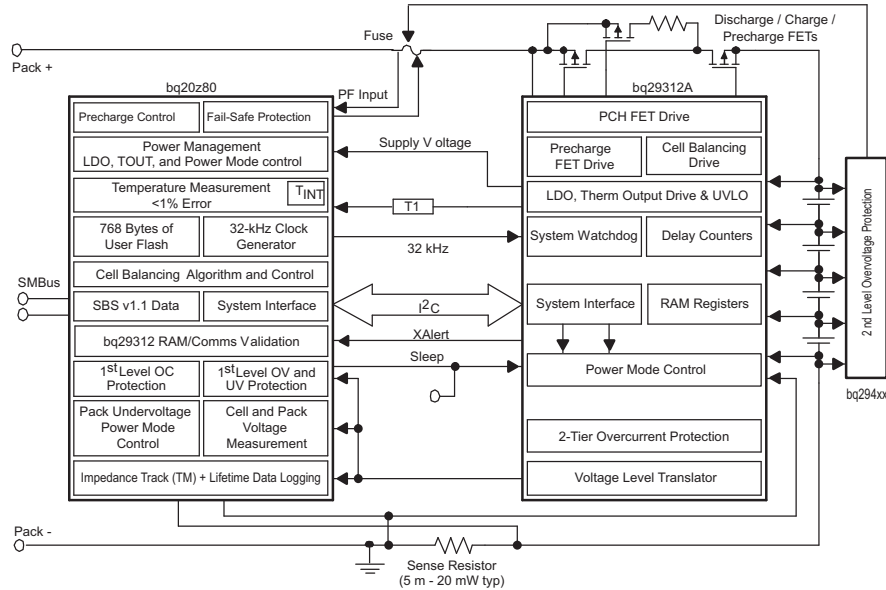 Discharge / Charge /
Precharge FETs
Fuse
Pack +
bq20z80
PF Input
bq29312A
Precharge Control
Fail-Safe Protection
PCH FET Drive
Power Management
LDO, TOUT, and Power Mode control
Supply V oltage
Precharge
FET Drive
Cell Balancing
Drive
Temperature Measurement
<1% Error
TINT
T1
LDO, Therm Output Drive & UVLO
768 Bytes of
User Flash
32-kHz Clock
Generator
32 kHz
System Watchdog
Delay Counters
2 nd Level Overvoltage Protection
Cell Balancing Algorithm and Control
SMBus
SBS v1.1 Data
System Interface
I2C
System Interface
RAM Registers
bq29312 RAM/Comms Validation
XAlert
Sleep
1st Level OC
Protection
1st Level OV and
UV Protection
Power Mode Control
bq294xx
Pack Undervoltage
Power Mode
Control
Cell and Pack
Voltage
Measurement
2-Tier Overcurrent Protection
Impedance Track (TM) + Lifetime Data Logging
Voltage Level Translator
Pack -
Sense Resistor
(5 m - 20 mW typ)